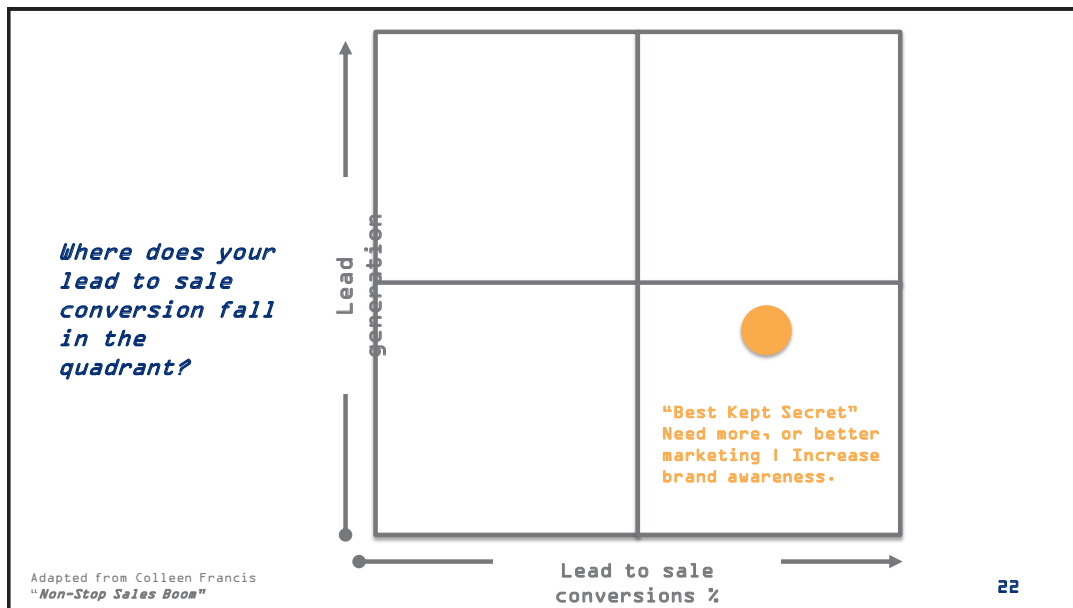 Where does your
lead to sale
conversion fall
in the
quadrant?
Lead
generation
“Best Kept Secret”
Need more, or better
marketing | Increase
brand awareness.
Lead to sale
conversions %
Adapted from Colleen Francis
“Non-Stop Sales Boom”
22